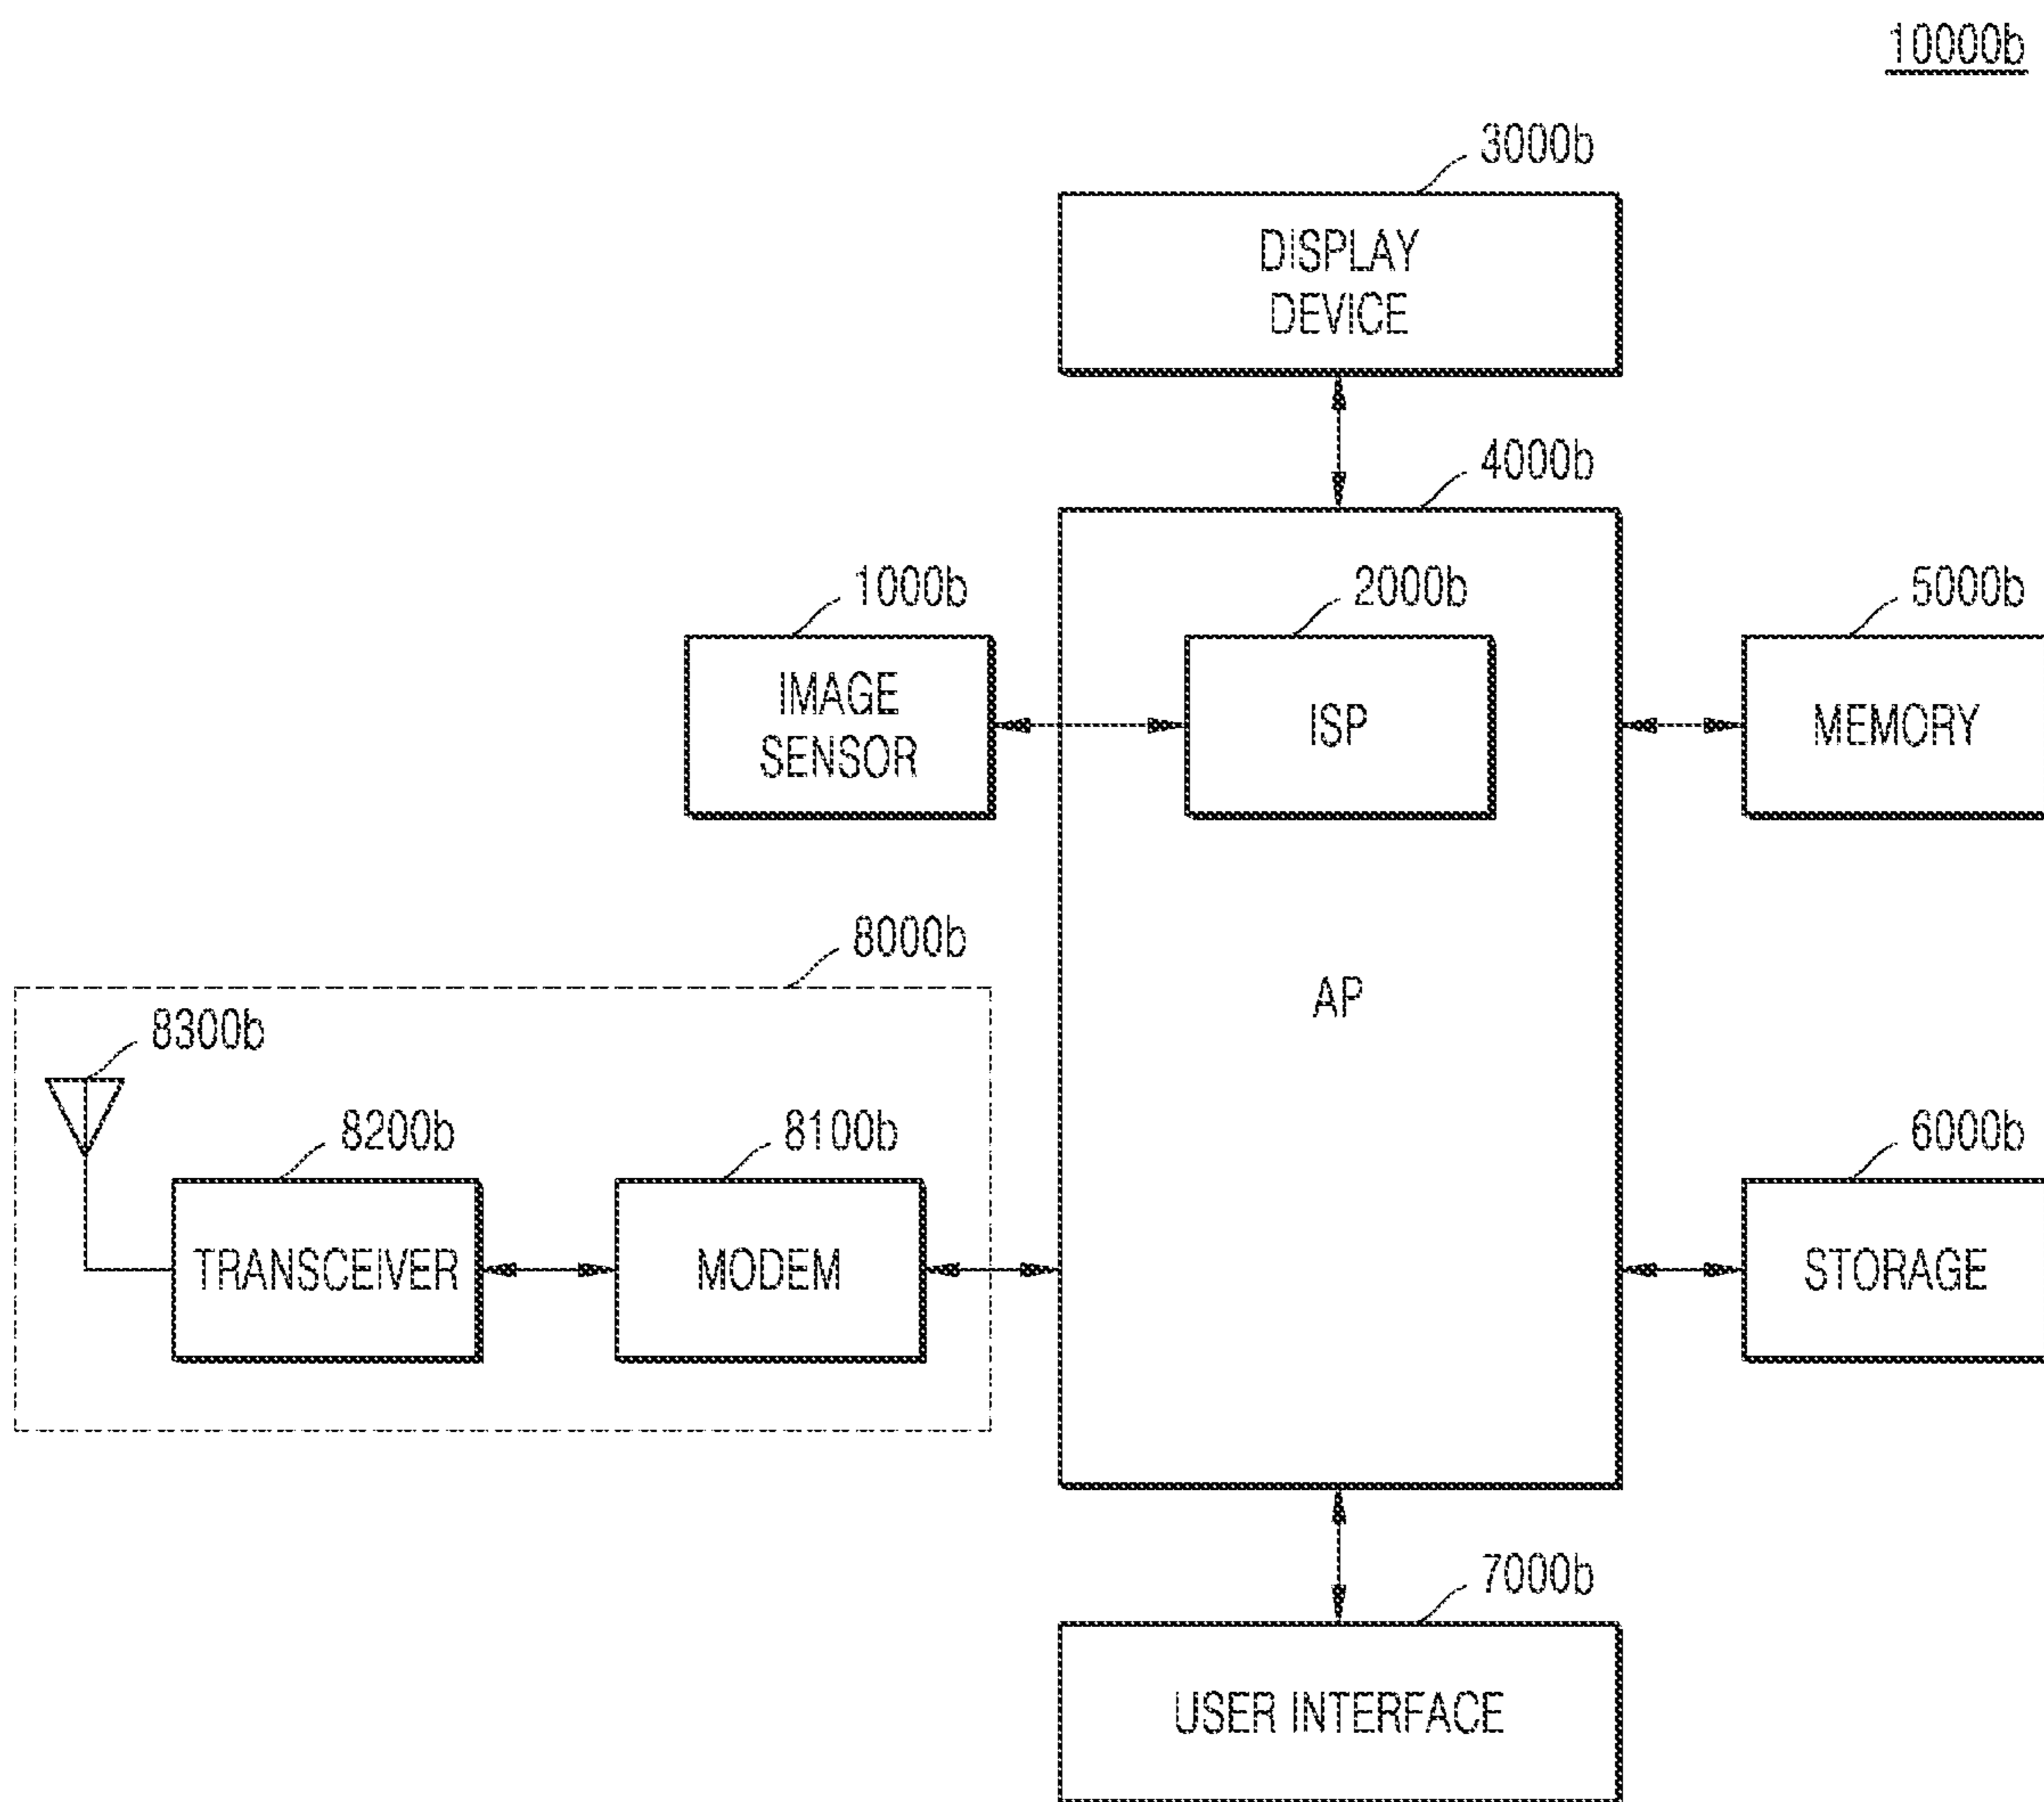 10000b
3000b
DISPLAY
DEVICE
4000b
1000b
2000b
5000b
IMAGE
SENSOR
ISP
MEMORY
8000b
AP
8300b
8200b
8100b
6000b
TRANSCEIVER
MODEM
STORAGE
7000b
USER INTERFACE